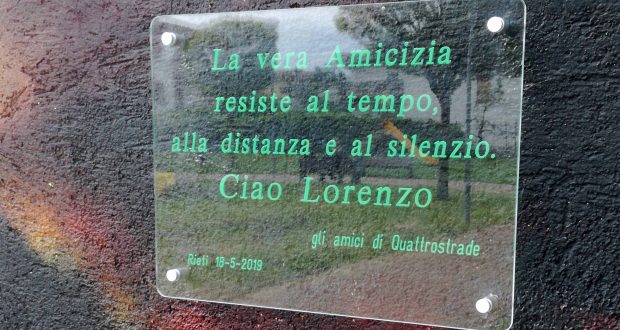 La vera Amicizia
resiste al tempo,
alla distanza e al silenzio.
Ciao Lorenzo
gli amici di Quattrostrade
Rieti 18-5-2019